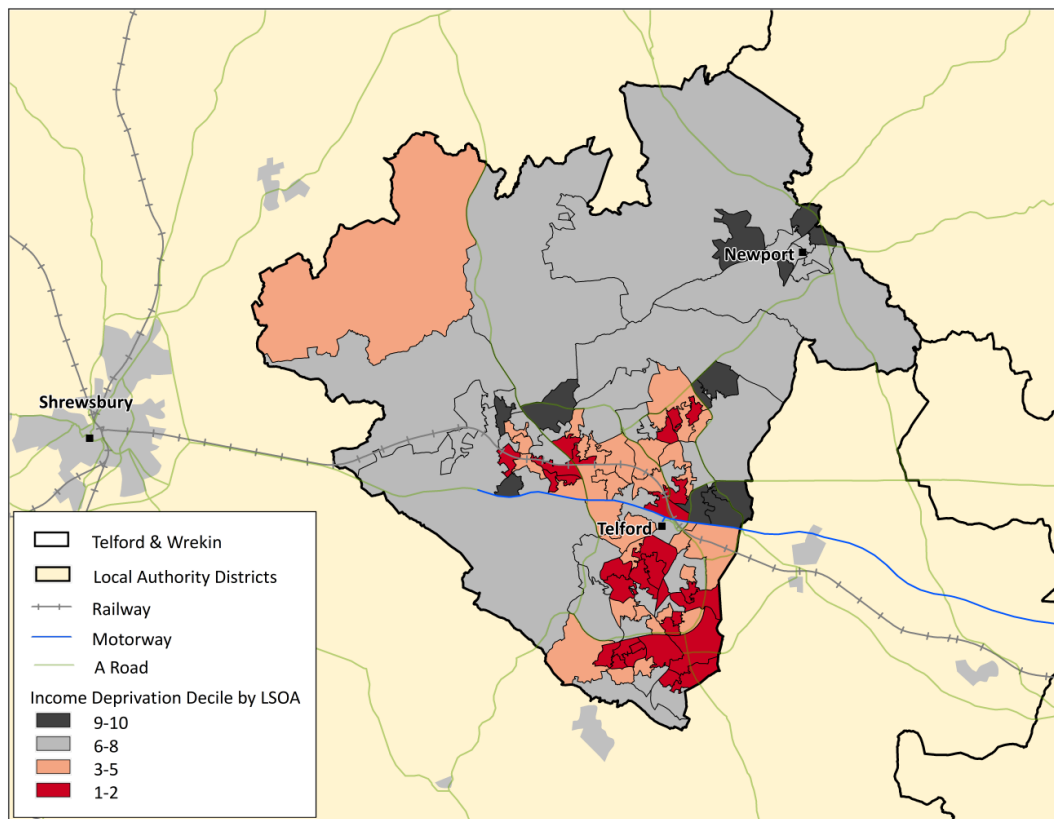 Newport
Shrewsbury
Telford
Telford & Wrekin
Local Authority Districts
Railway
Motorway
A Road
Income Deprivation Decile by LSOA
9-10
6-8
3-5
1-2